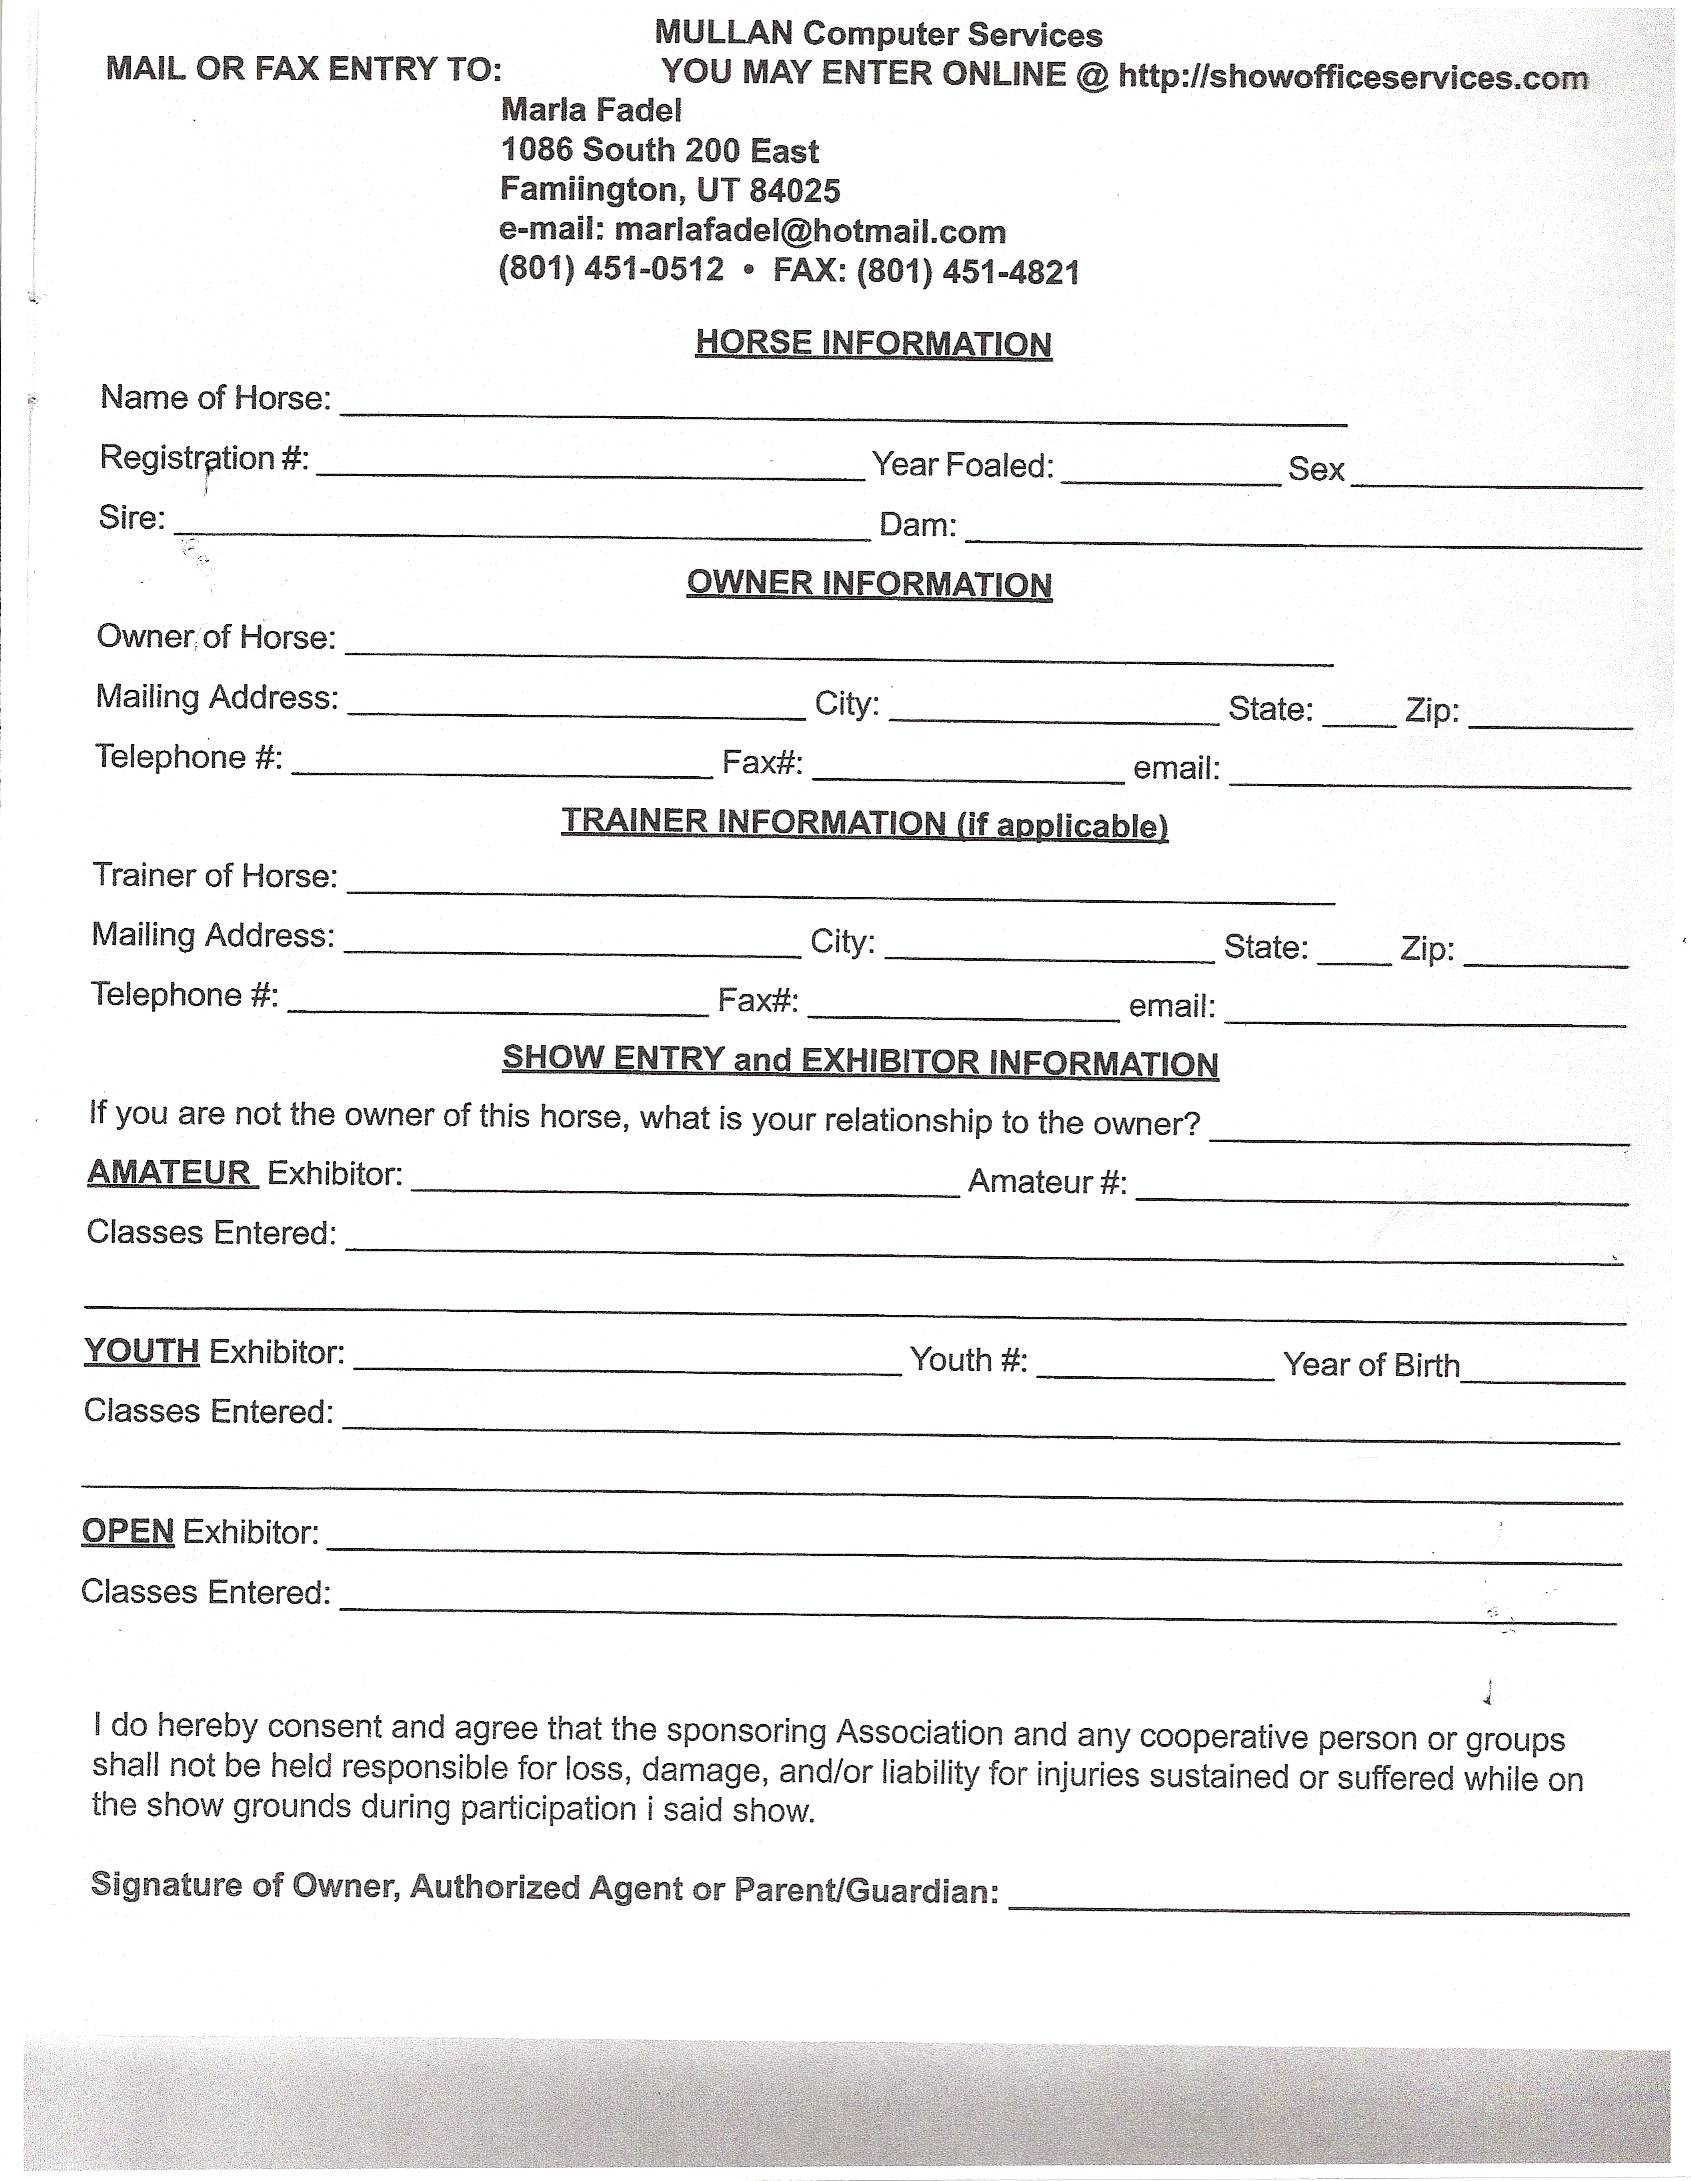 MULLAN Computer Services
MAIL OR FAX ENTRY TO: YOU MAY ENTER ONLINE @ http://showofficeservices.com
Marla Fadel
1086 South 200 East
Famiington, UT 84025
e-mail: marlafadel@hotmail.com
(801) 451-0512 • FAX: (801) 451-4821
HORSE INFORMATION
Name of Horse:
Registration #: Year Foaled: Sex
Sire: Dam:
OWNER INFORMATION
Owner of Horse:
Mailing Address: City: State: Zip:
Telephone #: Fax#: email:
TRAINER INFORMATION (if applicable)
Trainer of Horse:
Mailing Address: City: State: Zip:
Telephone #: Fax#: email:
SHOW ENTRY and EXHIBITOR INFORMATION
If you are not the owner of this horse, what is your relationship to the owner?
AMATEUR Exhibitor: Amateur #:
Classes Entered:
YOUTH Exhibitor: Youth #: Year of Birth
Classes Entered:
OPEN Exhibitor:
Classes Entered:
I do hereby consent and agree that the sponsoring Association and any cooperative person or groups
shall not be held responsible for loss, damage, and/or liability for injuries sustained or suffered while on
the show grounds during participation i said show.
Signature of Owner, Authorized Agent or Parent/Guardian: